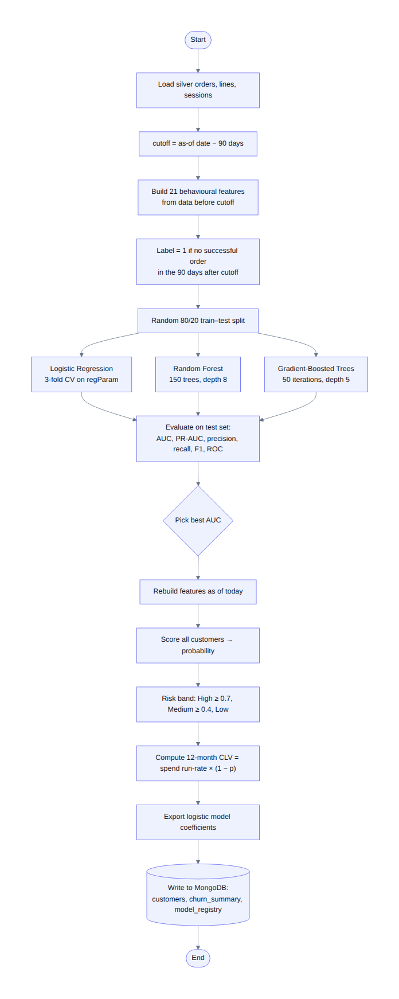 Start
Load silver orders, lines,
sessions
cutoff = as-of date − 90 days
Build 21 behavioural features
from data before cutoff
Label = 1 if no successful
order
in the 90 days after cutoff
Random 80/20 train–test split
Logistic Regression
3-fold CV on regParam
Random Forest
150 trees, depth 8
Gradient-Boosted Trees
50 iterations, depth 5
Evaluate on test set:
AUC, PR-AUC, precision,
recall, F1, ROC
Pick best AUC
Rebuild features as of today
Score all customers →
probability
Risk band: High ≥ 0.7,
Medium ≥ 0.4, Low
Compute 12-month CLV =
spend run-rate × (1 − p)
Export logistic model
coefficients
Write to MongoDB:
customers, churn_summary,
model_registry
End